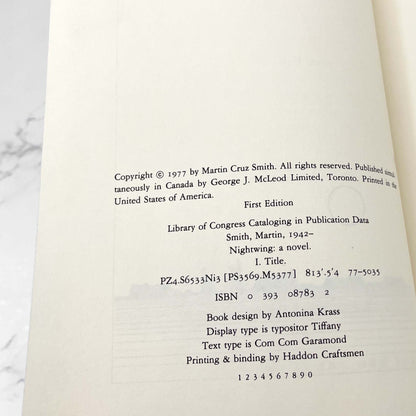 Copyright © 1977 by Martin Cruz Smith. All rights reserved. Published simul-
taneously in Canada by George J. McLeod Limited, Toronto. Printed in the
United States of America.
First Edition
Library of Congress Cataloging in Publication Data
Smith, Martin, 1942–
Nightwing: a novel.
I. Title.
PZ4.S6533Ni3 [PS3569.M5377] 813'.5'4 77-5035
ISBN 0 393 08783 2
Book design by Antonina Krass
Display type is typositor Tiffany
Text type is Com Com Garamond
Printing & binding by Haddon Craftsmen
1 2 3 4 5 6 7 8 9 0